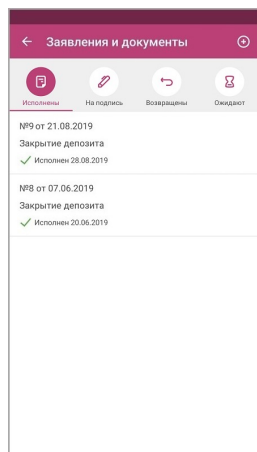 Заявления и документы
Исполнены
На подпись
Возвращены
Ожидают
№9 от 21.08.2019
Закрытие депозита
Исполнен 28.08.2019
№8 от 07.06.2019
Закрытие депозита
Исполнен 20.06.2019